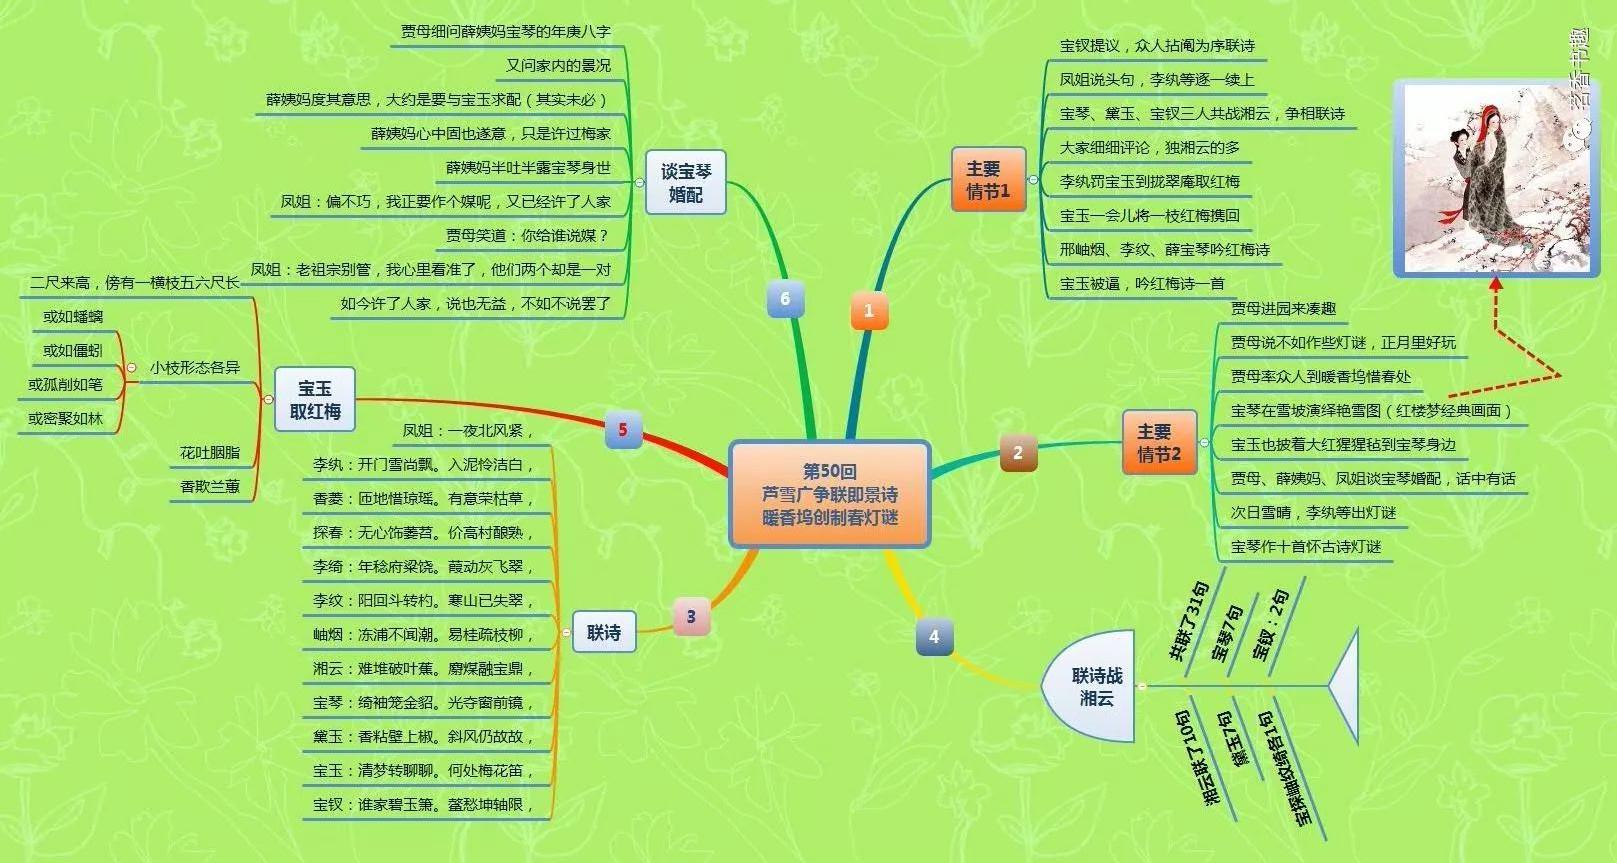 第50回
芦雪广争联即景诗
暖香坞创制春灯谜
1
主要
情节1
宝钗提议，众人拈阄为序联诗
凤姐说头句，李纨等逐一续上
宝琴、黛玉、宝钗三人共战湘云，争相联诗
大家细细评论，独湘云的多
李纨罚宝玉到拢翠庵取红梅
宝玉一会儿将一枝红梅携回
邢岫烟、李纹、薛宝琴吟红梅诗
宝玉被逼，吟红梅诗一首
2
主要
情节2
贾母进园来凑趣
贾母说不如作些灯谜，正月里好玩
贾母率众人到暖香坞惜春处
宝琴在雪坡演绎艳雪图（红楼梦经典画面）
宝玉也披着大红猩猩毡到宝琴身边
贾母、薛姨妈、凤姐谈宝琴婚配，话中有话
次日雪晴，李纨等出灯谜
宝琴作十首怀古诗灯谜
3
联诗
凤姐：一夜北风紧，
李纨：开门雪尚飘。入泥怜洁白，
香菱：匝地惜琼瑶。有意荣枯草，
探春：无心饰萎苕。价高村酿熟，
李绮：年稔府梁饶。葭动灰飞翠，
李纹：阳回斗转杓。寒山已失翠，
岫烟：冻浦不闻潮。易桂疏枝柳，
湘云：难堆破叶蕉。麝煤融宝鼎，
宝琴：绮袖笼金貂。光夺窗前镜，
黛玉：香粘壁上椒。斜风仍故故，
宝玉：清梦转聊聊。何处梅花笛，
宝钗：谁家碧玉箫。鳌愁坤轴限，
4
联诗战
湘云
共联了31句
宝琴7句
宝钗：2句
湘云联了10句
黛玉7句
宝探岫纹绮各1句
5
宝玉
取红梅
二尺来高，傍有一横枝五六尺长
小枝形态各异
或如蟠螭
或如僵蚓
或孤削如笔
或密聚如林
花吐胭脂
香欺兰蕙
6
谈宝琴
婚配
贾母细问薛姨妈宝琴的年庚八字
又问家内的景况
薛姨妈度其意思，大约是要与宝玉求配（其实未必）
薛姨妈心中固也遂意，只是许过梅家
薛姨妈半吐半露宝琴身世
凤姐：偏不巧，我正要作个媒呢，又已经许了人家
贾母笑道：你给谁说媒？
凤姐：老祖宗别管，我心里看准了，他们两个却是一对
如今许了人家，说也无益，不如不说罢了
名香书趣